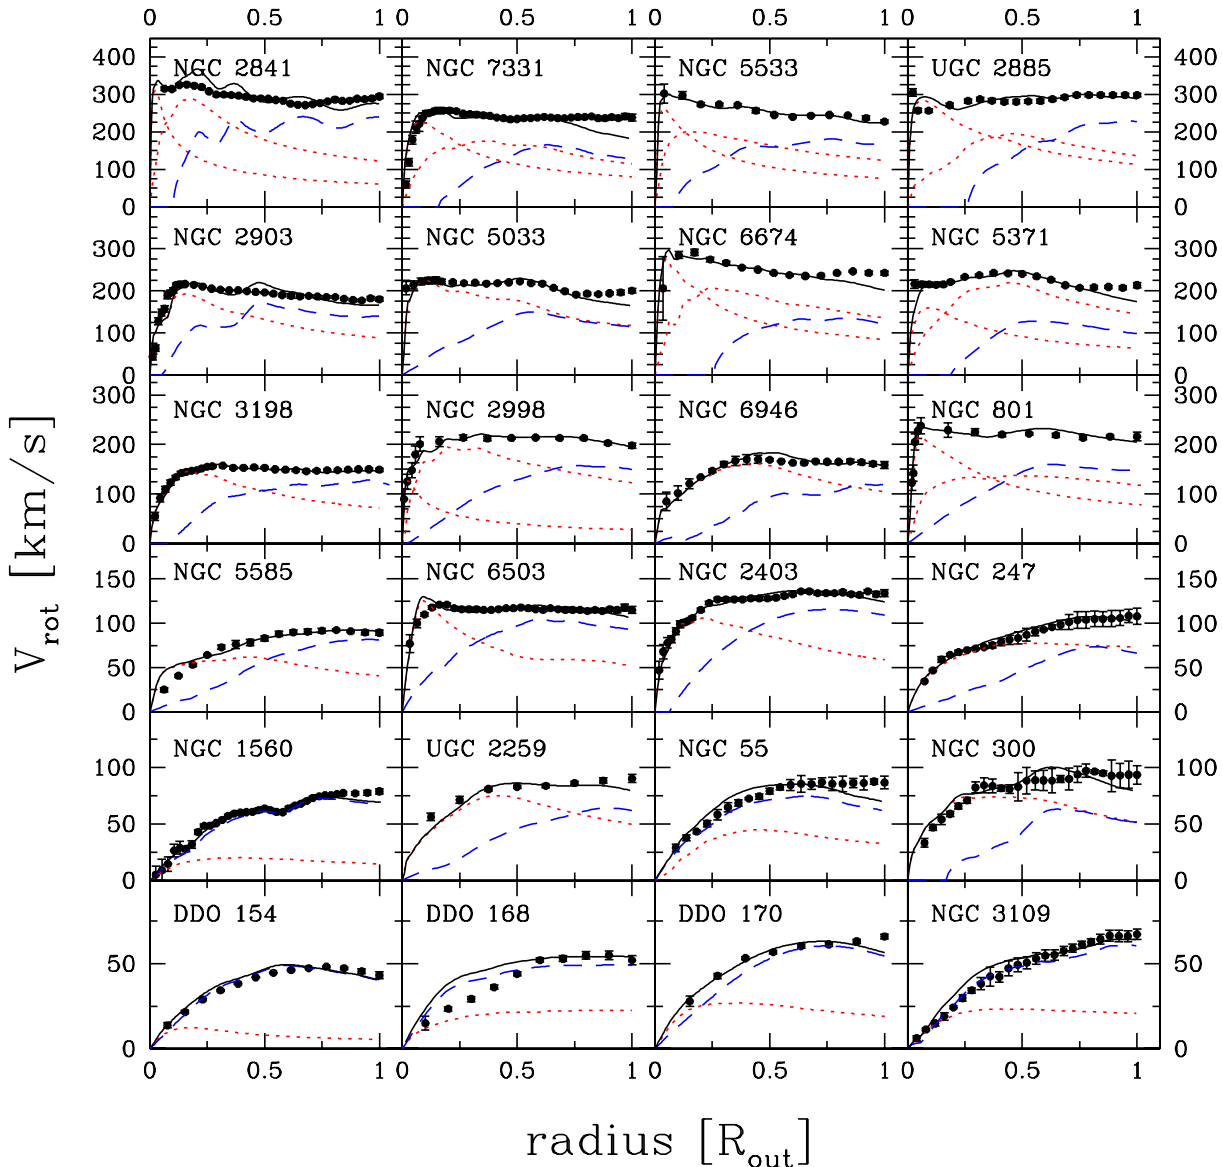 0 0.5 1 0 0.5 1 0 0.5 1 0 0.5 1
400 NGC 2841 NGC 7331 NGC 5533 UGC 2885 400
300 300
200 200
100 100
0 0
300 NGC 2903 NGC 5033 NGC 6674 NGC 5371 300
200 200
100 100
0 0
300 NGC 3198 NGC 2998 NGC 6946 NGC 801 300
200 200
100 100
0 0
150 NGC 5585 NGC 6503 NGC 2403 NGC 247 150
100 100
50 50
0 0
NGC 1560 UGC 2259 NGC 55 NGC 300
100 100
50 50
0 0
DDO 154 DDO 168 DDO 170 NGC 3109
50 50
0 0
0 0.5 1 0 0.5 1 0 0.5 1 0 0.5 1
V_rot [km/s]
radius [R_out]